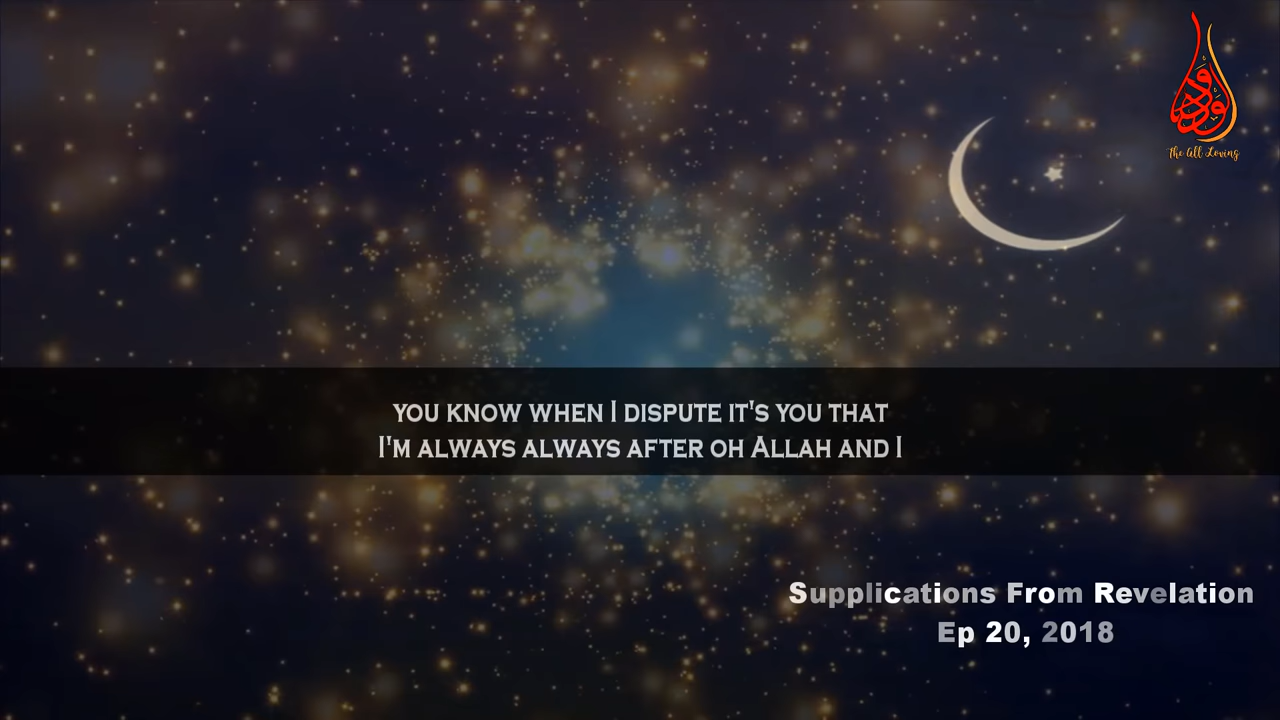 الودود
The All Loving
YOU KNOW WHEN I DISPUTE IT'S YOU THAT
I'M ALWAYS ALWAYS AFTER OH ALLAH AND I
Supplications From Revelation
Ep 20, 2018